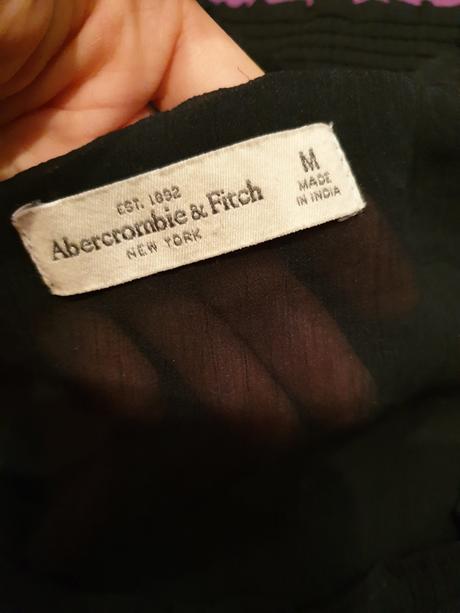 EST. 1892
Abercrombie & Fitch
NEW YORK
M
MADE
IN INDIA